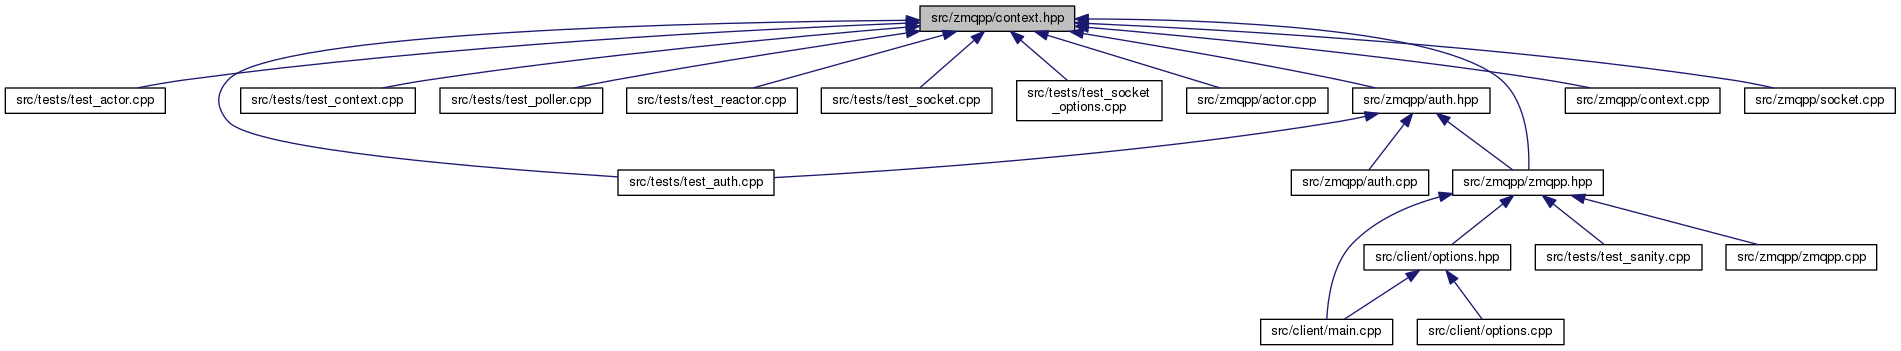 src/zmqpp/context.hpp
src/tests/test_actor.cpp
src/tests/test_context.cpp
src/tests/test_poller.cpp
src/tests/test_reactor.cpp
src/tests/test_socket.cpp
src/tests/test_socket
_options.cpp
src/zmqpp/actor.cpp
src/zmqpp/auth.hpp
src/zmqpp/context.cpp
src/zmqpp/socket.cpp
src/tests/test_auth.cpp
src/zmqpp/auth.cpp
src/zmqpp/zmqpp.hpp
src/client/options.hpp
src/tests/test_sanity.cpp
src/zmqpp/zmqpp.cpp
src/client/main.cpp
src/client/options.cpp